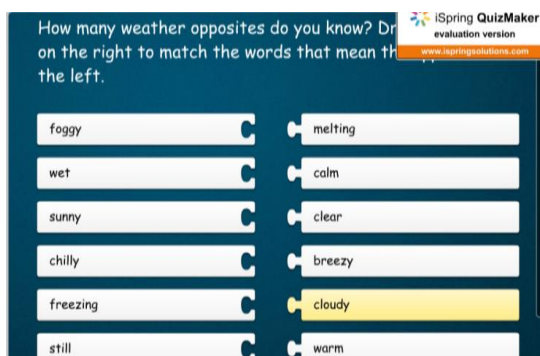 How many weather opposites do you know? Dr
on the right to match the words that mean th
the left.
iSpring QuizMaker
evaluation version
www.ispringsolutions.com
foggy
melting
wet
calm
sunny
clear
chilly
breezy
freezing
cloudy
still
warm